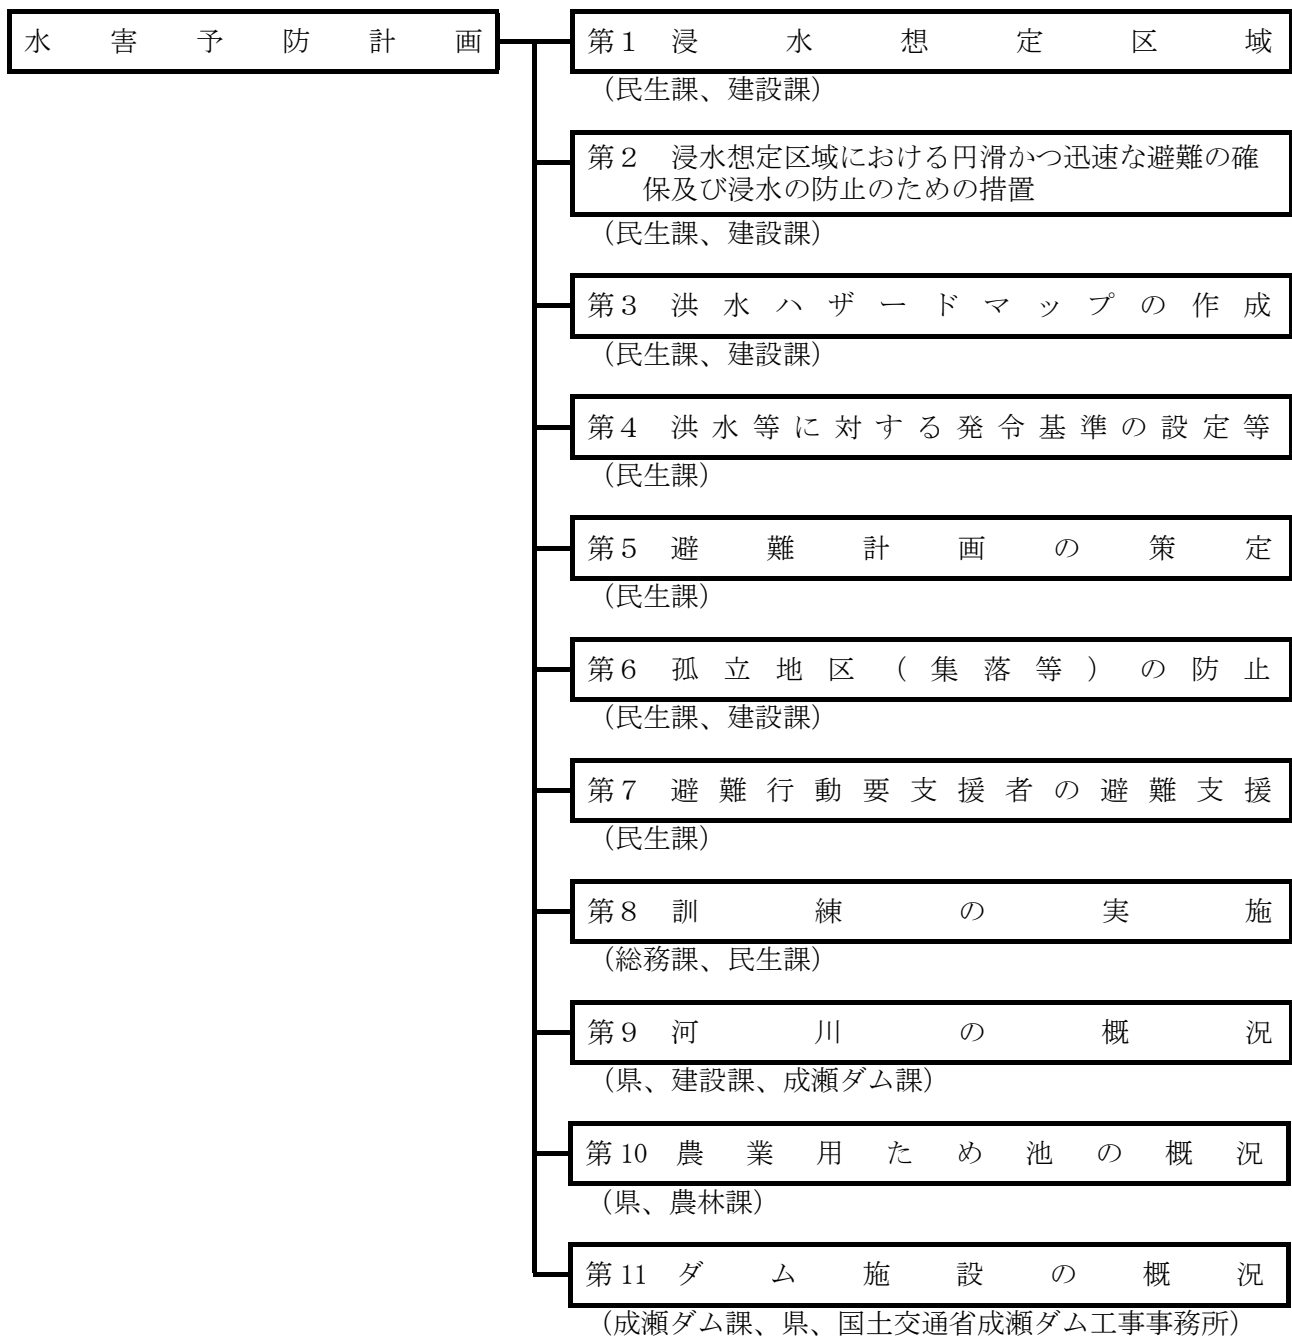 水害予防計画
第１ 浸水想定区域
（民生課、建設課）
第２ 浸水想定区域における円滑かつ迅速な避難の確
保及び浸水の防止のための措置
（民生課、建設課）
第３ 洪水ハザードマップの作成
（民生課、建設課）
第４ 洪水等に対する発令基準の設定等
（民生課）
第５ 避難計画の策定
（民生課）
第６ 孤立地区（集落等）の防止
（民生課、建設課）
第７ 避難行動要支援者の避難支援
（民生課）
第８ 訓練の実施
（総務課、民生課）
第９ 河川の概況
（県、建設課、成瀬ダム課）
第10 農業用ため池の概況
（県、農林課）
第11 ダム施設の概況
（成瀬ダム課、県、国土交通省成瀬ダム工事事務所）